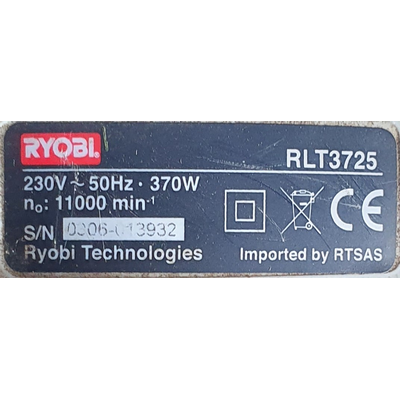 RYOBI
RLT3725
230V ~ 50Hz · 370W
n₀: 11000 min⁻¹
S/N
Ryobi Technologies
CE
Imported by RTSAS